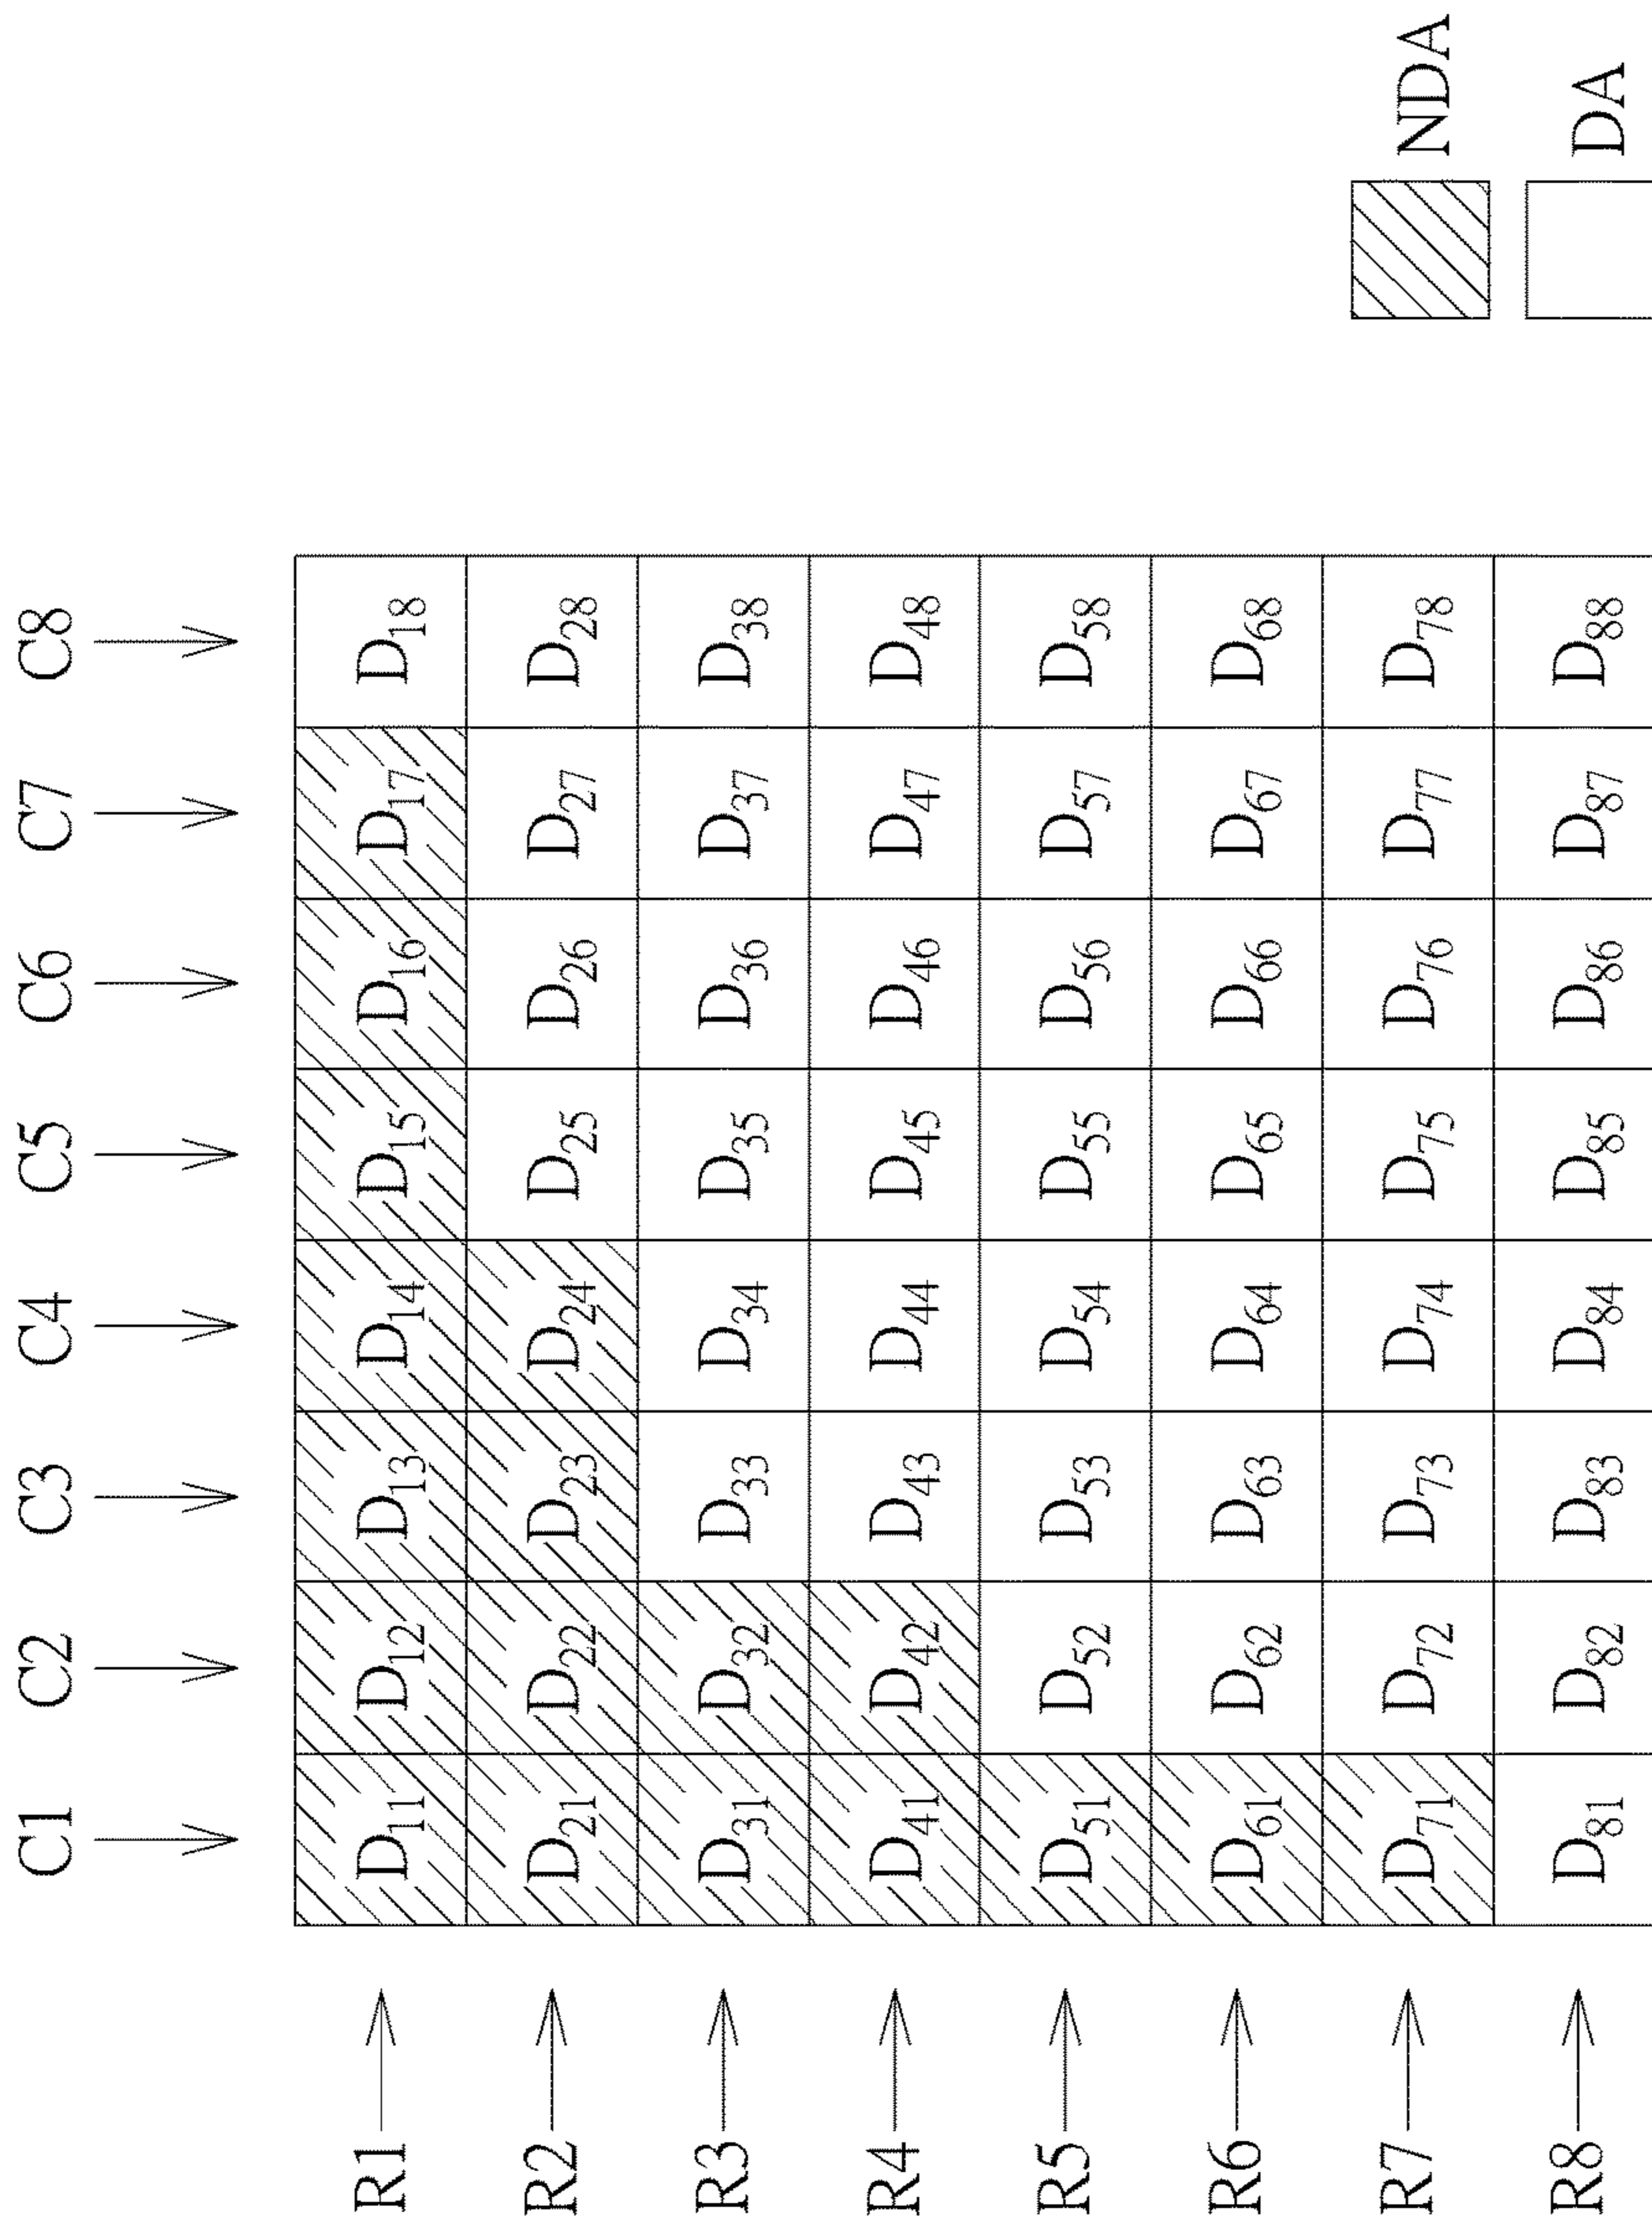 C1 C2 C3 C4 C5 C6 C7 C8
R1 D11 D12 D13 D14 D15 D16 D17 D18
R2 D21 D22 D23 D24 D25 D26 D27 D28
R3 D31 D32 D33 D34 D35 D36 D37 D38
R4 D41 D42 D43 D44 D45 D46 D47 D48
R5 D51 D52 D53 D54 D55 D56 D57 D58
R6 D61 D62 D63 D64 D65 D66 D67 D68
R7 D71 D72 D73 D74 D75 D76 D77 D78
R8 D81 D82 D83 D84 D85 D86 D87 D88
NDA
DA